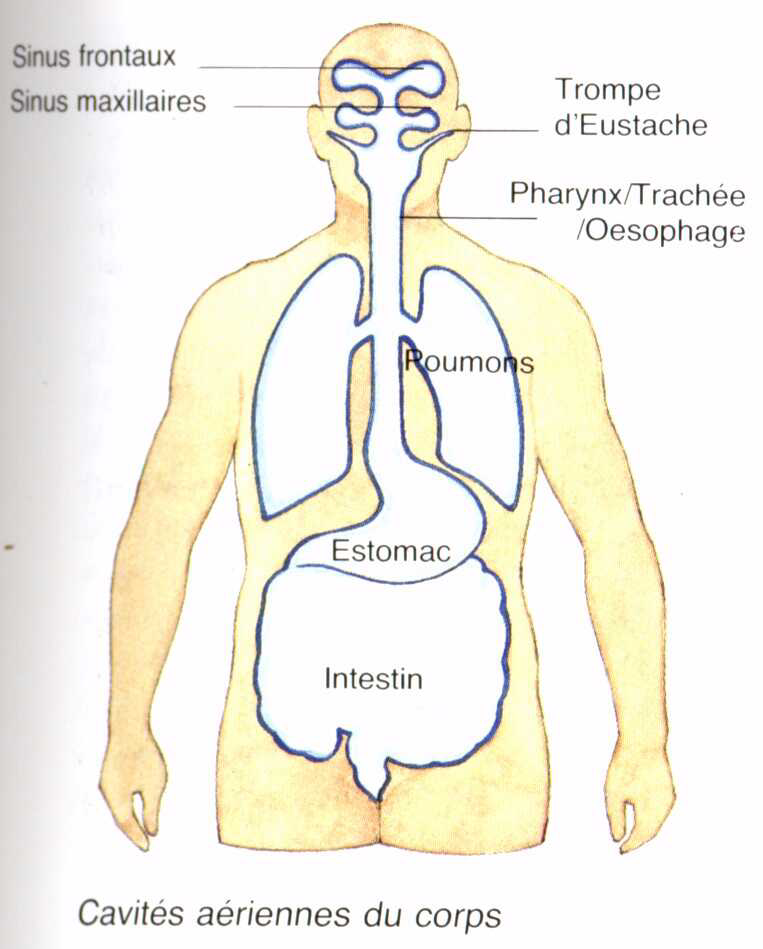 Sinus frontaux
Sinus maxillaires
Trompe
d'Eustache
Pharynx/Trachée
/Oesophage
Poumons
Estomac
Intestin
Cavités aériennes du corps